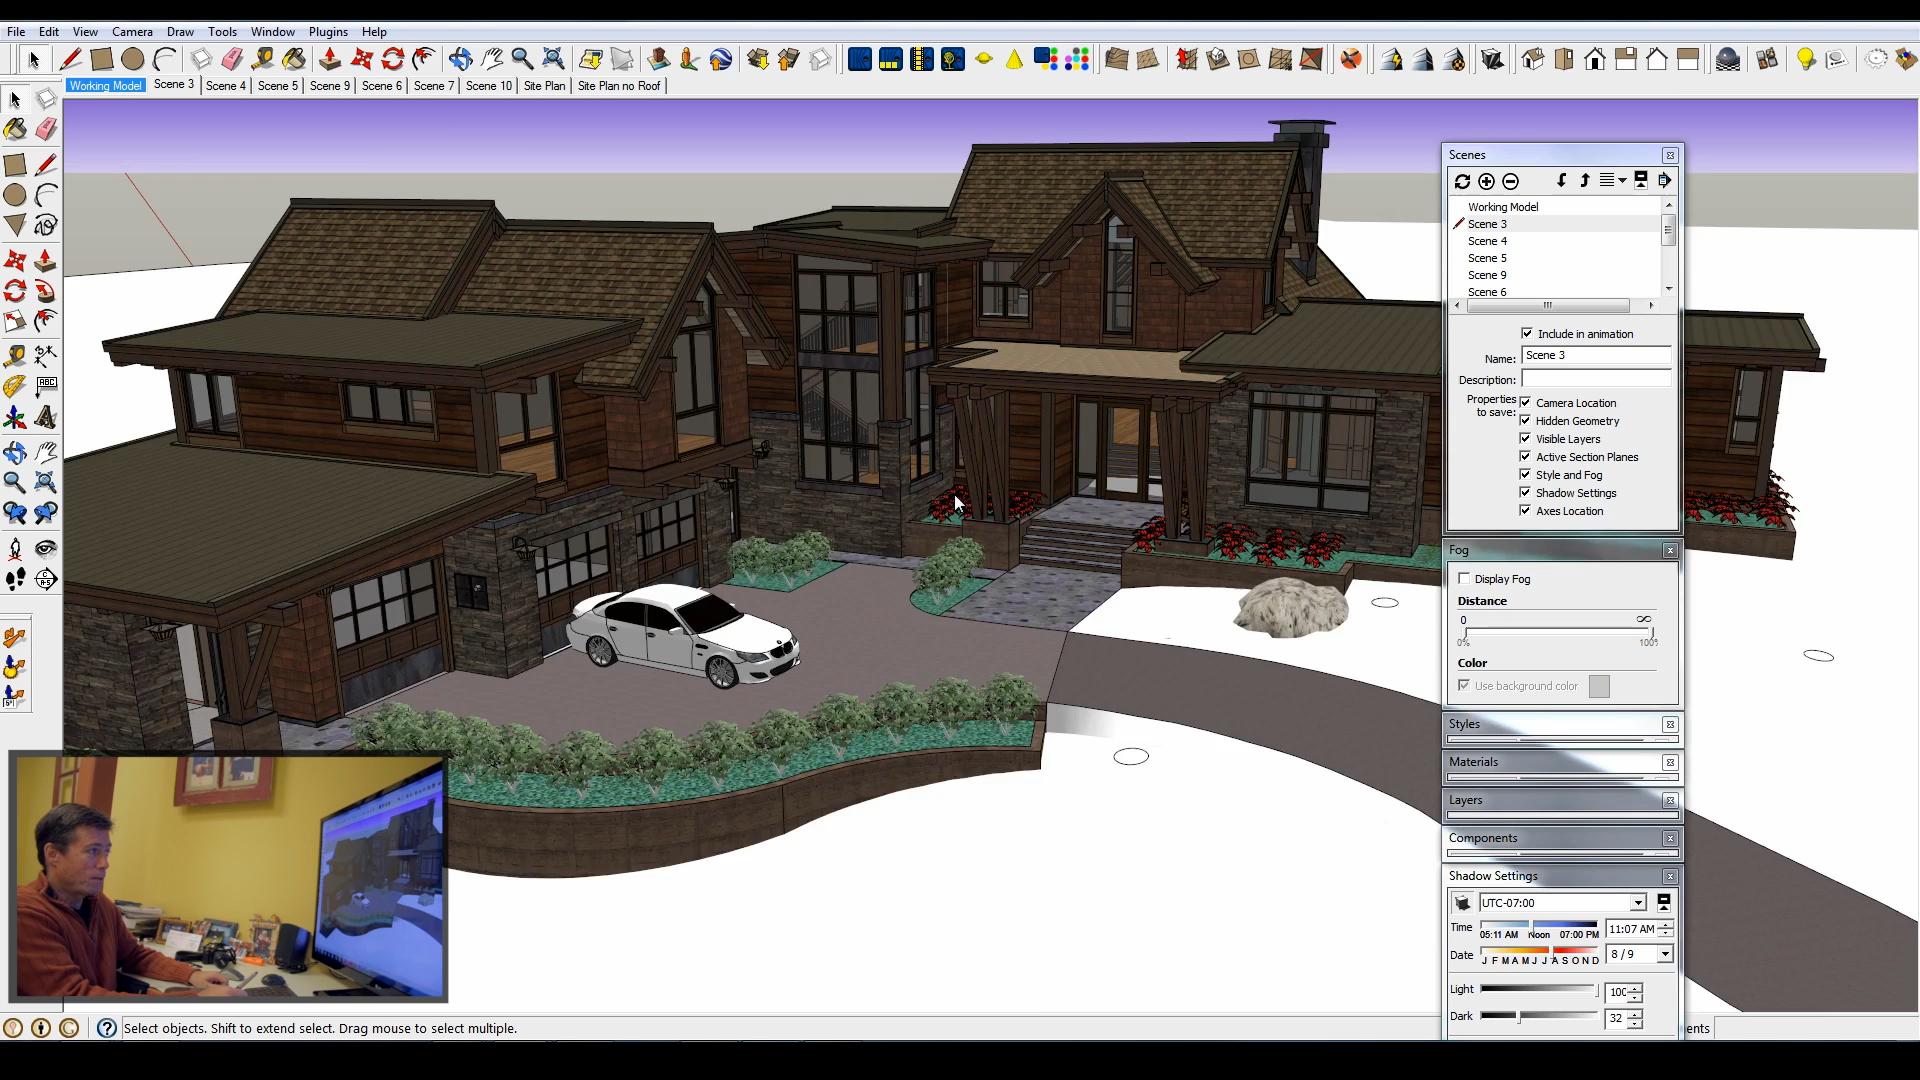 File Edit View Camera Draw Tools Window Plugins Help
Working Model Scene 3 Scene 4 Scene 5 Scene 9 Scene 6 Scene 7 Scene 10 Site Plan Site Plan no Roof
Scenes
Working Model
Scene 3
Scene 4
Scene 5
Scene 9
Scene 6
Include in animation
Name: Scene 3
Description:
Properties to save:
Camera Location
Hidden Geometry
Visible Layers
Active Section Planes
Style and Fog
Shadow Settings
Axes Location
Fog
Display Fog
Distance
0 ∞
0% 100%
Color
Use background color
Styles
Materials
Layers
Components
Shadow Settings
UTC-07:00
Time 05:11 AM Noon 07:00 PM 11:07 AM
Date J F M A M J J A S O N D 8 / 9
Light 100
Dark 32
ABC
Select objects. Shift to extend select. Drag mouse to select multiple.
ents